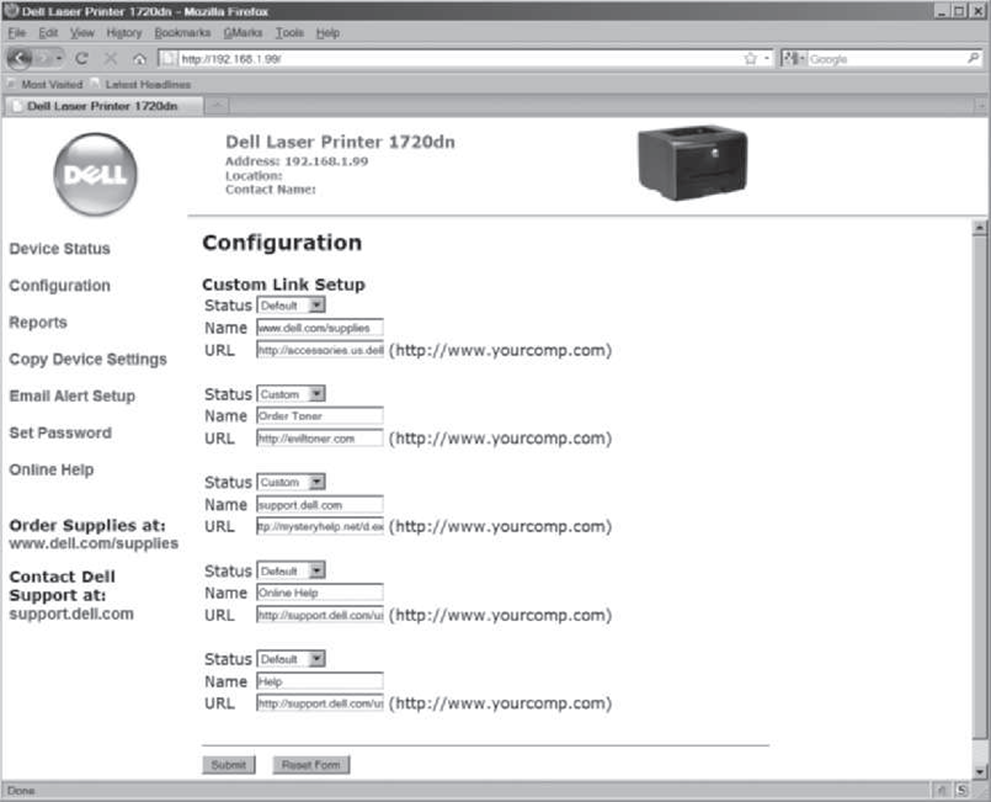 Dell Laser Printer 1720dn - Mozilla Firefox
File Edit View History Bookmarks GMarks Tools Help
http://192.168.1.99/
Google
Most Visited Latest Headlines
Dell Laser Printer 1720dn
DELL
Dell Laser Printer 1720dn
Address: 192.168.1.99
Location:
Contact Name:
Device Status
Configuration
Reports
Copy Device Settings
Email Alert Setup
Set Password
Online Help
Order Supplies at:
www.dell.com/supplies
Contact Dell
Support at:
support.dell.com
Configuration
Custom Link Setup
Status Default
Name www.dell.com/supplies
URL http://accessories.us.dell (http://www.yourcomp.com)
Status Custom
Name Order Toner
URL http://eviltoner.com (http://www.yourcomp.com)
Status Custom
Name support.dell.com
URL ttp://mysteryhelp.net/d.ex (http://www.yourcomp.com)
Status Default
Name Online Help
URL http://support.dell.com/us (http://www.yourcomp.com)
Status Default
Name Help
URL http://support.dell.com/us (http://www.yourcomp.com)
Submit Reset Form
Done